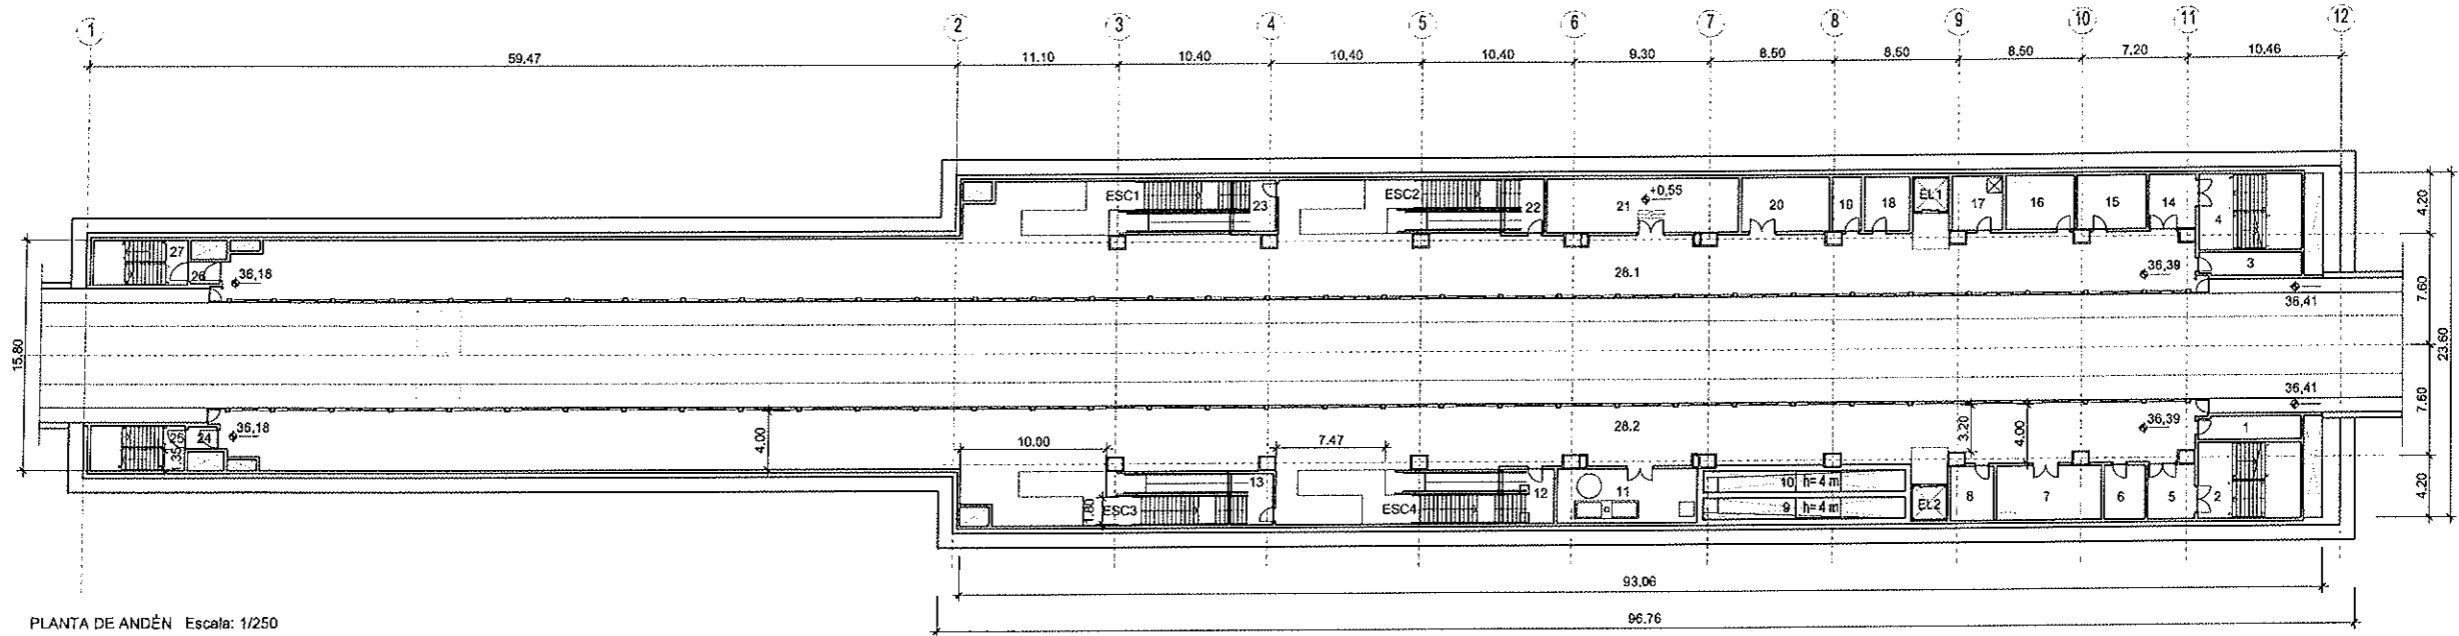 1 2 3 4 5 6 7 8 9 10 11 12
59,47 11.10 10.40 10,40 10,40 9.30 8,50 8,50 8,50 7,20 10,46
+0,55
ESC1 23 ESC2 22 21 20 19 18 EL1 17 16 15 14 4
4,20
27
26 36,18 28.1 36,39 3
36,41
7.60
15.80 23.60
36,41
7.60
25 24 36,18 4.00 28.2 3.20 4.00 36,39 1
1,35 10.00 7.47
13 12 11 10 h=4 m 8 7 6 5 2
1.80 ESC3 ESC4 9 h=4 m EL2
4.20
93,06
96.76
PLANTA DE ANDÉN Escala: 1/250